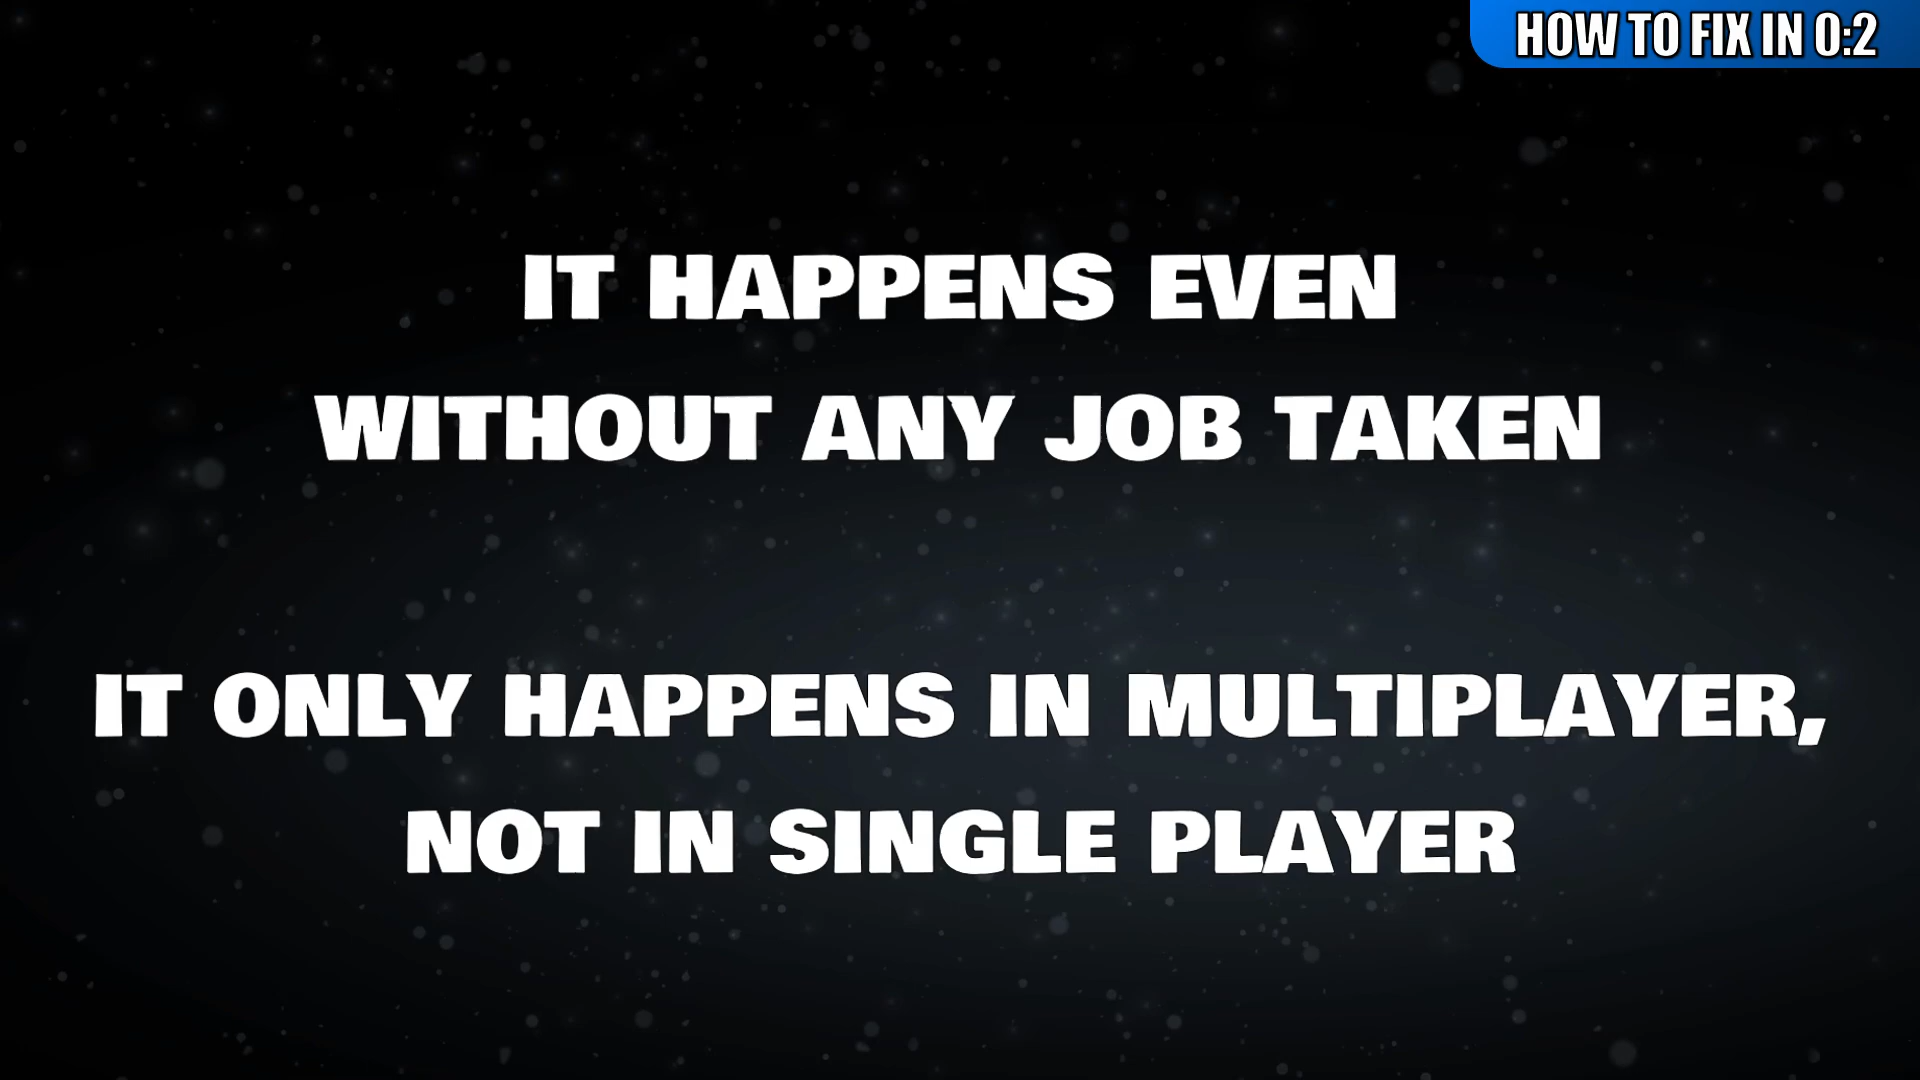 HOW TO FIX IN 0:2
IT HAPPENS EVEN
WITHOUT ANY JOB TAKEN
IT ONLY HAPPENS IN MULTIPLAYER,
NOT IN SINGLE PLAYER